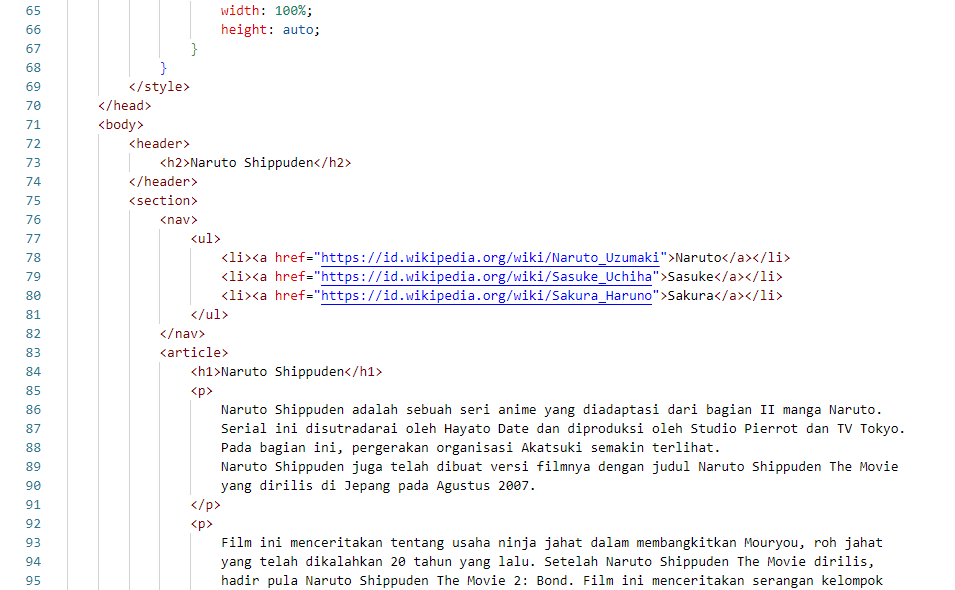 65 width: 100%;
66 height: auto;
67 }
68 }
69 </style>
70 </head>
71 <body>
72 <header>
73 <h2>Naruto Shippuden</h2>
74 </header>
75 <section>
76 <nav>
77 <ul>
78 <li><a href="https://id.wikipedia.org/wiki/Naruto_Uzumaki">Naruto</a></li>
79 <li><a href="https://id.wikipedia.org/wiki/Sasuke_Uchiha">Sasuke</a></li>
80 <li><a href="https://id.wikipedia.org/wiki/Sakura_Haruno">Sakura</a></li>
81 </ul>
82 </nav>
83 <article>
84 <h1>Naruto Shippuden</h1>
85 <p>
86 Naruto Shippuden adalah sebuah seri anime yang diadaptasi dari bagian II manga Naruto.
87 Serial ini disutradarai oleh Hayato Date dan diproduksi oleh Studio Pierrot dan TV Tokyo.
88 Pada bagian ini, pergerakan organisasi Akatsuki semakin terlihat.
89 Naruto Shippuden juga telah dibuat versi filmnya dengan judul Naruto Shippuden The Movie
90 yang dirilis di Jepang pada Agustus 2007.
91 </p>
92 <p>
93 Film ini menceritakan tentang usaha ninja jahat dalam membangkitkan Mouryou, roh jahat
94 yang telah dikalahkan 20 tahun yang lalu. Setelah Naruto Shippuden The Movie dirilis,
95 hadir pula Naruto Shippuden The Movie 2: Bond. Film ini menceritakan serangan kelompok